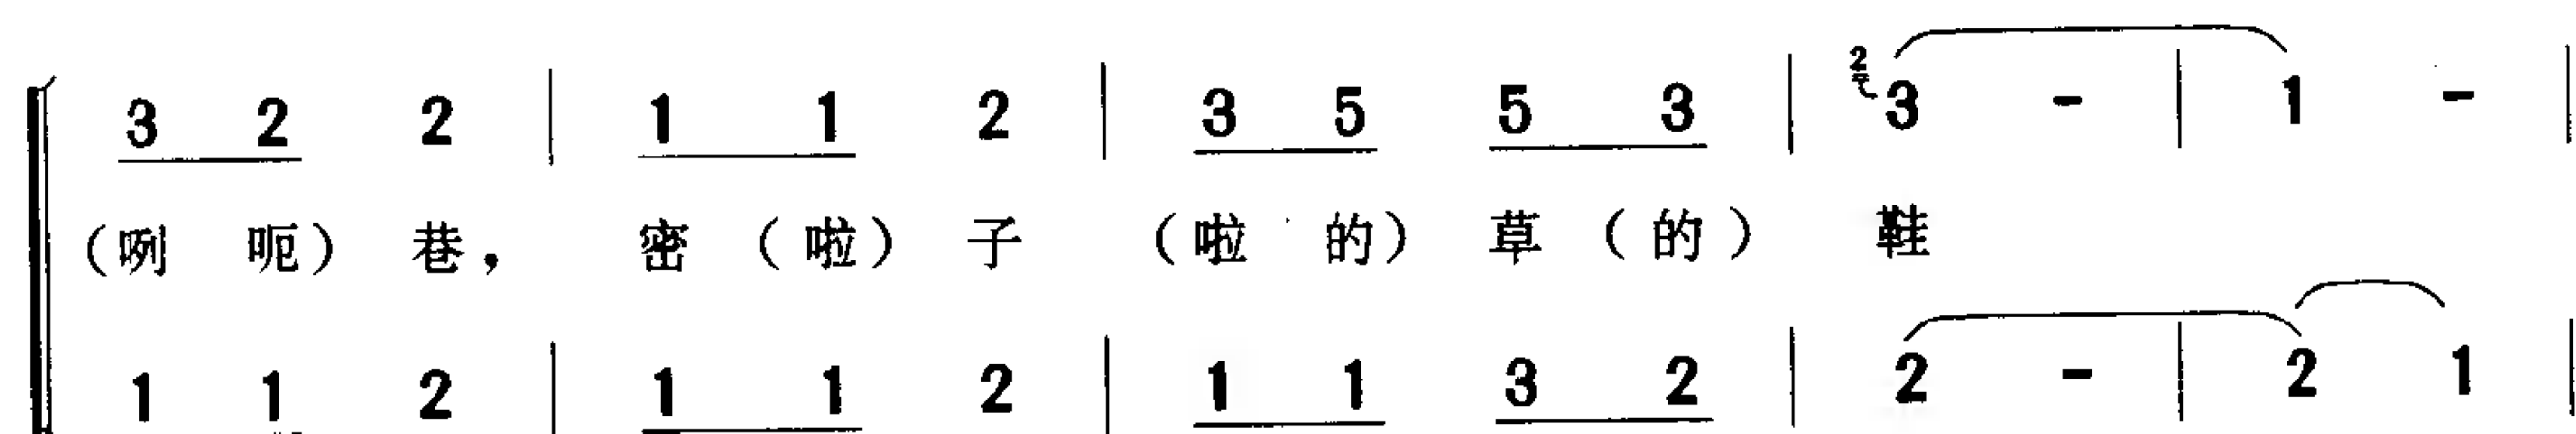 3 2 2 | 1 1 2 | 3 5 5 3 | 2 3 - | 1 - |
(咧 呃) 巷， 密 (啦) 子 (啦 的) 草 (的) 鞋
1 1 2 | 1 1 2 | 1 1 3 2 | 2 - | 2 1 |